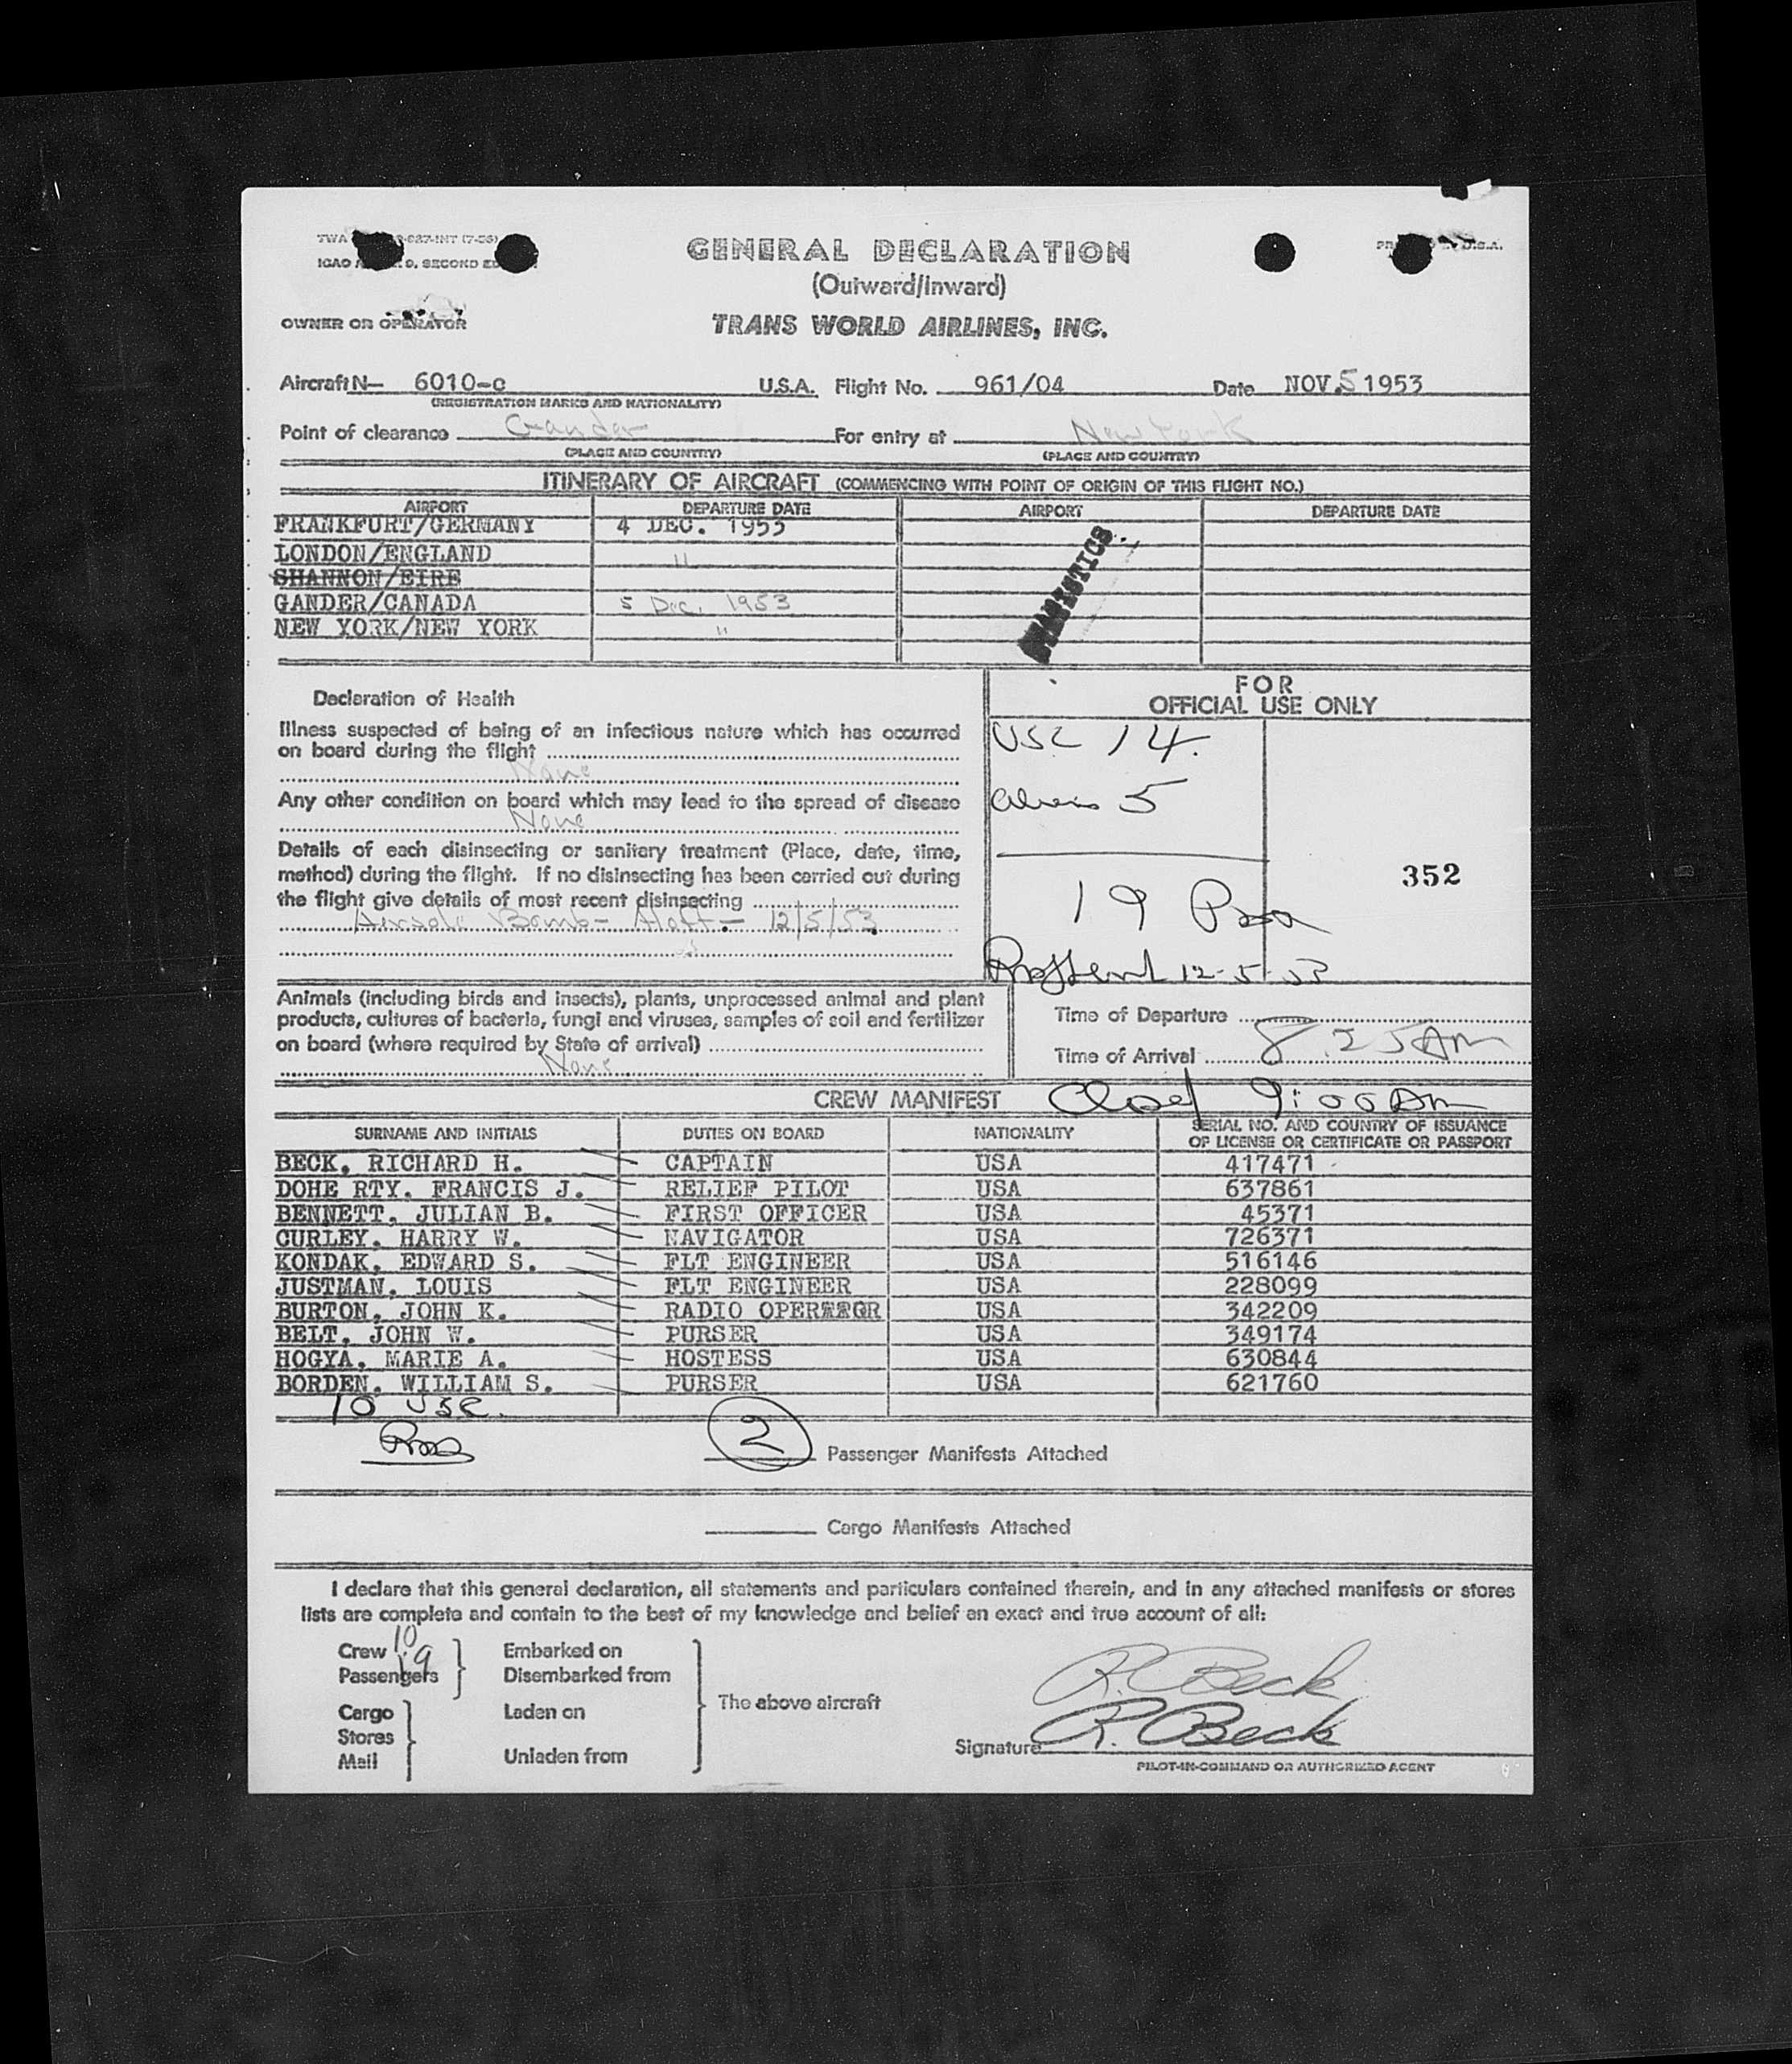 GENERAL DECLARATION
(Outward/Inward)
OWNER OR OPERATOR TRANS WORLD AIRLINES, INC.
Aircraft N- 6010-c U.S.A. Flight No. 961/04 Date NOV. 5 1953
(REGISTRATION MARKS AND NATIONALITY)
Point of clearance Gander For entry at New York
(PLACE AND COUNTRY) (PLACE AND COUNTRY)
ITINERARY OF AIRCRAFT (COMMENCING WITH POINT OF ORIGIN OF THIS FLIGHT NO.)
AIRPORT DEPARTURE DATE AIRPORT DEPARTURE DATE
FRANKFURT/GERMANY 4 DEC. 1953
LONDON/ENGLAND "
SHANNON/EIRE
GANDER/CANADA 5 Dec. 1953
NEW YORK/NEW YORK "
Declaration of Health
Illness suspected of being of an infectious nature which has occurred
on board during the flight
None
Any other condition on board which may lead to the spread of disease
None
Details of each disinsecting or sanitary treatment (Place, date, time,
method) during the flight. If no disinsecting has been carried out during
the flight give details of most recent disinsecting
Bomb - Aloft - 12/5/53
FOR
OFFICIAL USE ONLY
USC 14.
aliens 5
19
352
12-5-53
Animals (including birds and insects), plants, unprocessed animal and plant
products, cultures of bacteria, fungi and viruses, samples of soil and fertilizer
on board (where required by State of arrival)
None
Time of Departure
Time of Arrival 8.25 AM
CREW MANIFEST Closed 9:00 AM
SURNAME AND INITIALS DUTIES ON BOARD NATIONALITY SERIAL NO. AND COUNTRY OF ISSUANCE
OF LICENSE OR CERTIFICATE OR PASSPORT
BECK, RICHARD H. CAPTAIN USA 417471
DOHE RTY, FRANCIS J. RELIEF PILOT USA 637861
BENNETT, JULIAN B. FIRST OFFICER USA 45371
CURLEY, HARRY W. NAVIGATOR USA 726371
KONDAK, EDWARD S. FLT ENGINEER USA 516146
JUSTMAN, LOUIS FLT ENGINEER USA 228099
BURTON, JOHN K. RADIO USA 342209
BELT, JOHN W. PURSER USA 349174
HOGYA, MARIE A. HOSTESS USA 630844
BORDEN, WILLIAM S. PURSER USA 621760
10 USC.
2 Passenger Manifests Attached
Cargo Manifests Attached
I declare that this general declaration, all statements and particulars contained therein, and in any attached manifests or stores
lists are complete and contain to the best of my knowledge and belief an exact and true account of all:
Crew 10 Embarked on
Passengers 19 Disembarked from
The above aircraft
Cargo Laden on
Stores
Mail Unladen from
R. Beck
Signature R. Beck
PILOT-IN-COMMAND OR AUTHORIZED AGENT